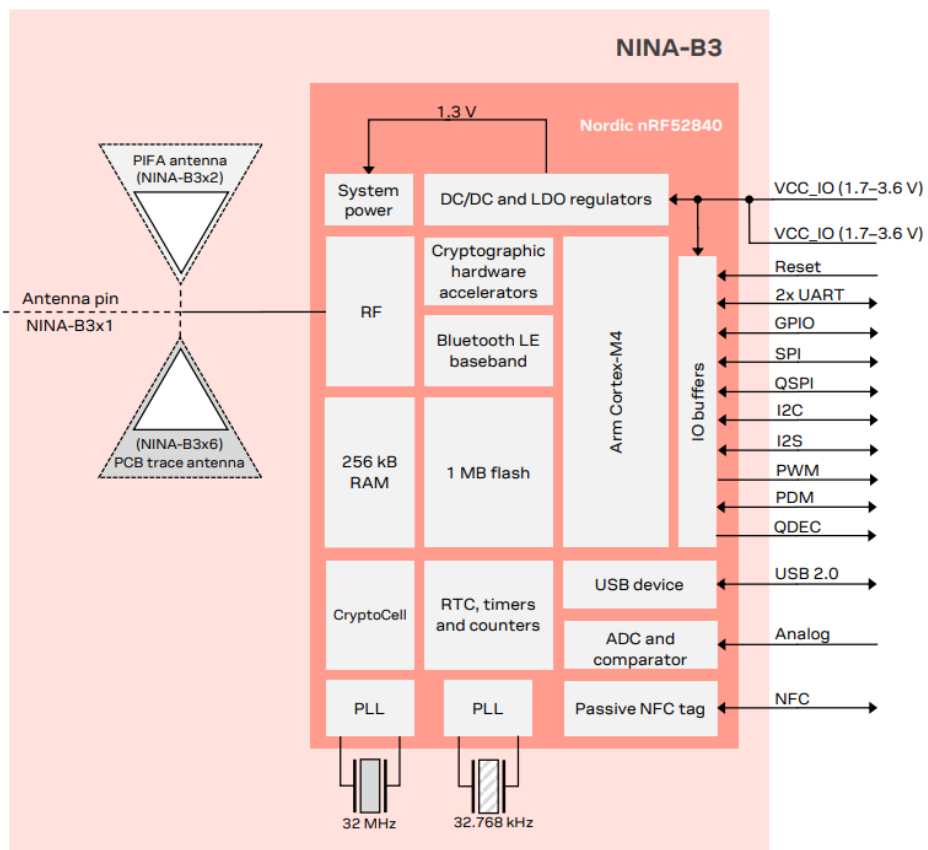 NINA-B3
Nordic nRF52840
1.3 V
PIFA antenna
(NINA-B3x2)
System
power
DC/DC and LDO regulators
VCC_IO (1.7–3.6 V)
VCC_IO (1.7–3.6 V)
Antenna pin
NINA-B3x1
RF
Cryptographic
hardware
accelerators
Bluetooth LE
baseband
Arm Cortex-M4
IO buffers
Reset
2x UART
GPIO
SPI
QSPI
I2C
I2S
PWM
PDM
QDEC
(NINA-B3x6)
PCB trace antenna
256 kB
RAM
1 MB flash
USB device
USB 2.0
CryptoCell
RTC, timers
and counters
ADC and
comparator
Analog
PLL
PLL
Passive NFC tag
NFC
32 MHz
32.768 kHz